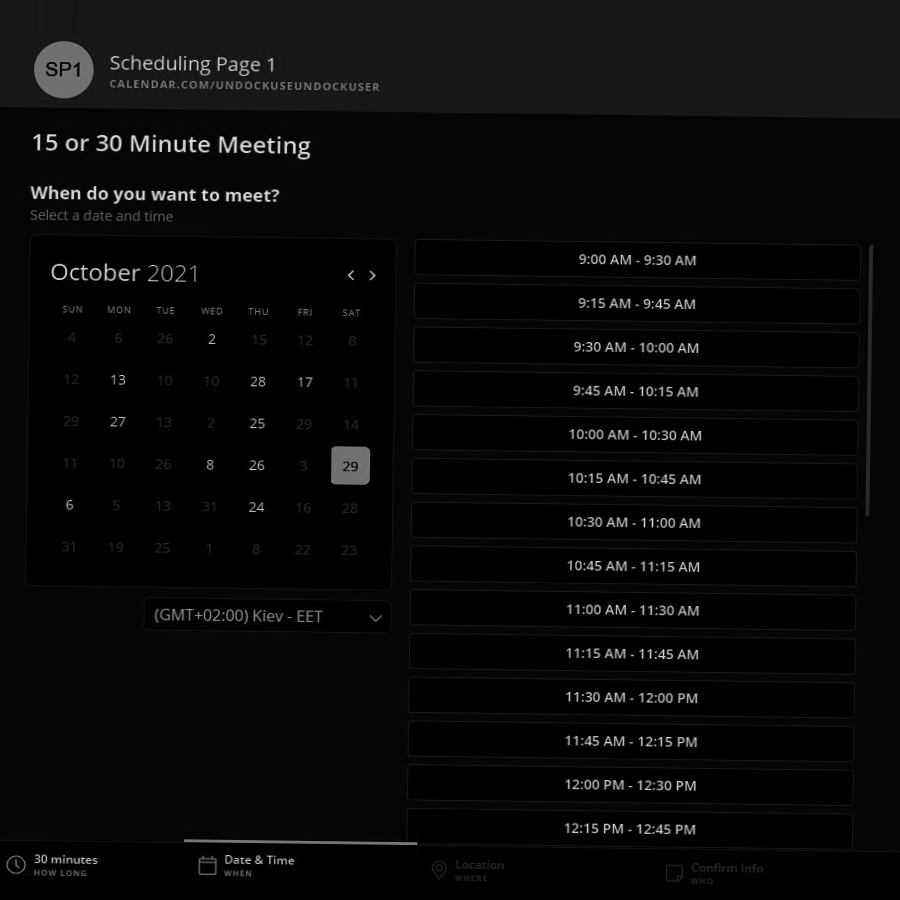 SP1
Scheduling Page 1
CALENDAR.COM/UNDOCKUSEUNDOCKUSER
15 or 30 Minute Meeting
When do you want to meet?
Select a date and time
October 2021
SUN MON TUE WED THU FRI SAT
4 6 26 2 15 12 8
12 13 10 10 28 17 11
29 27 13 2 25 29 14
11 10 26 8 26 3 29
6 5 13 31 24 16 28
31 19 25 1 8 22 23
(GMT+02:00) Kiev - EET
9:00 AM - 9:30 AM
9:15 AM - 9:45 AM
9:30 AM - 10:00 AM
9:45 AM - 10:15 AM
10:00 AM - 10:30 AM
10:15 AM - 10:45 AM
10:30 AM - 11:00 AM
10:45 AM - 11:15 AM
11:00 AM - 11:30 AM
11:15 AM - 11:45 AM
11:30 AM - 12:00 PM
11:45 AM - 12:15 PM
12:00 PM - 12:30 PM
12:15 PM - 12:45 PM
30 minutes
HOW LONG
Date & Time
WHEN
Location
WHERE
Confirm Info
WHO